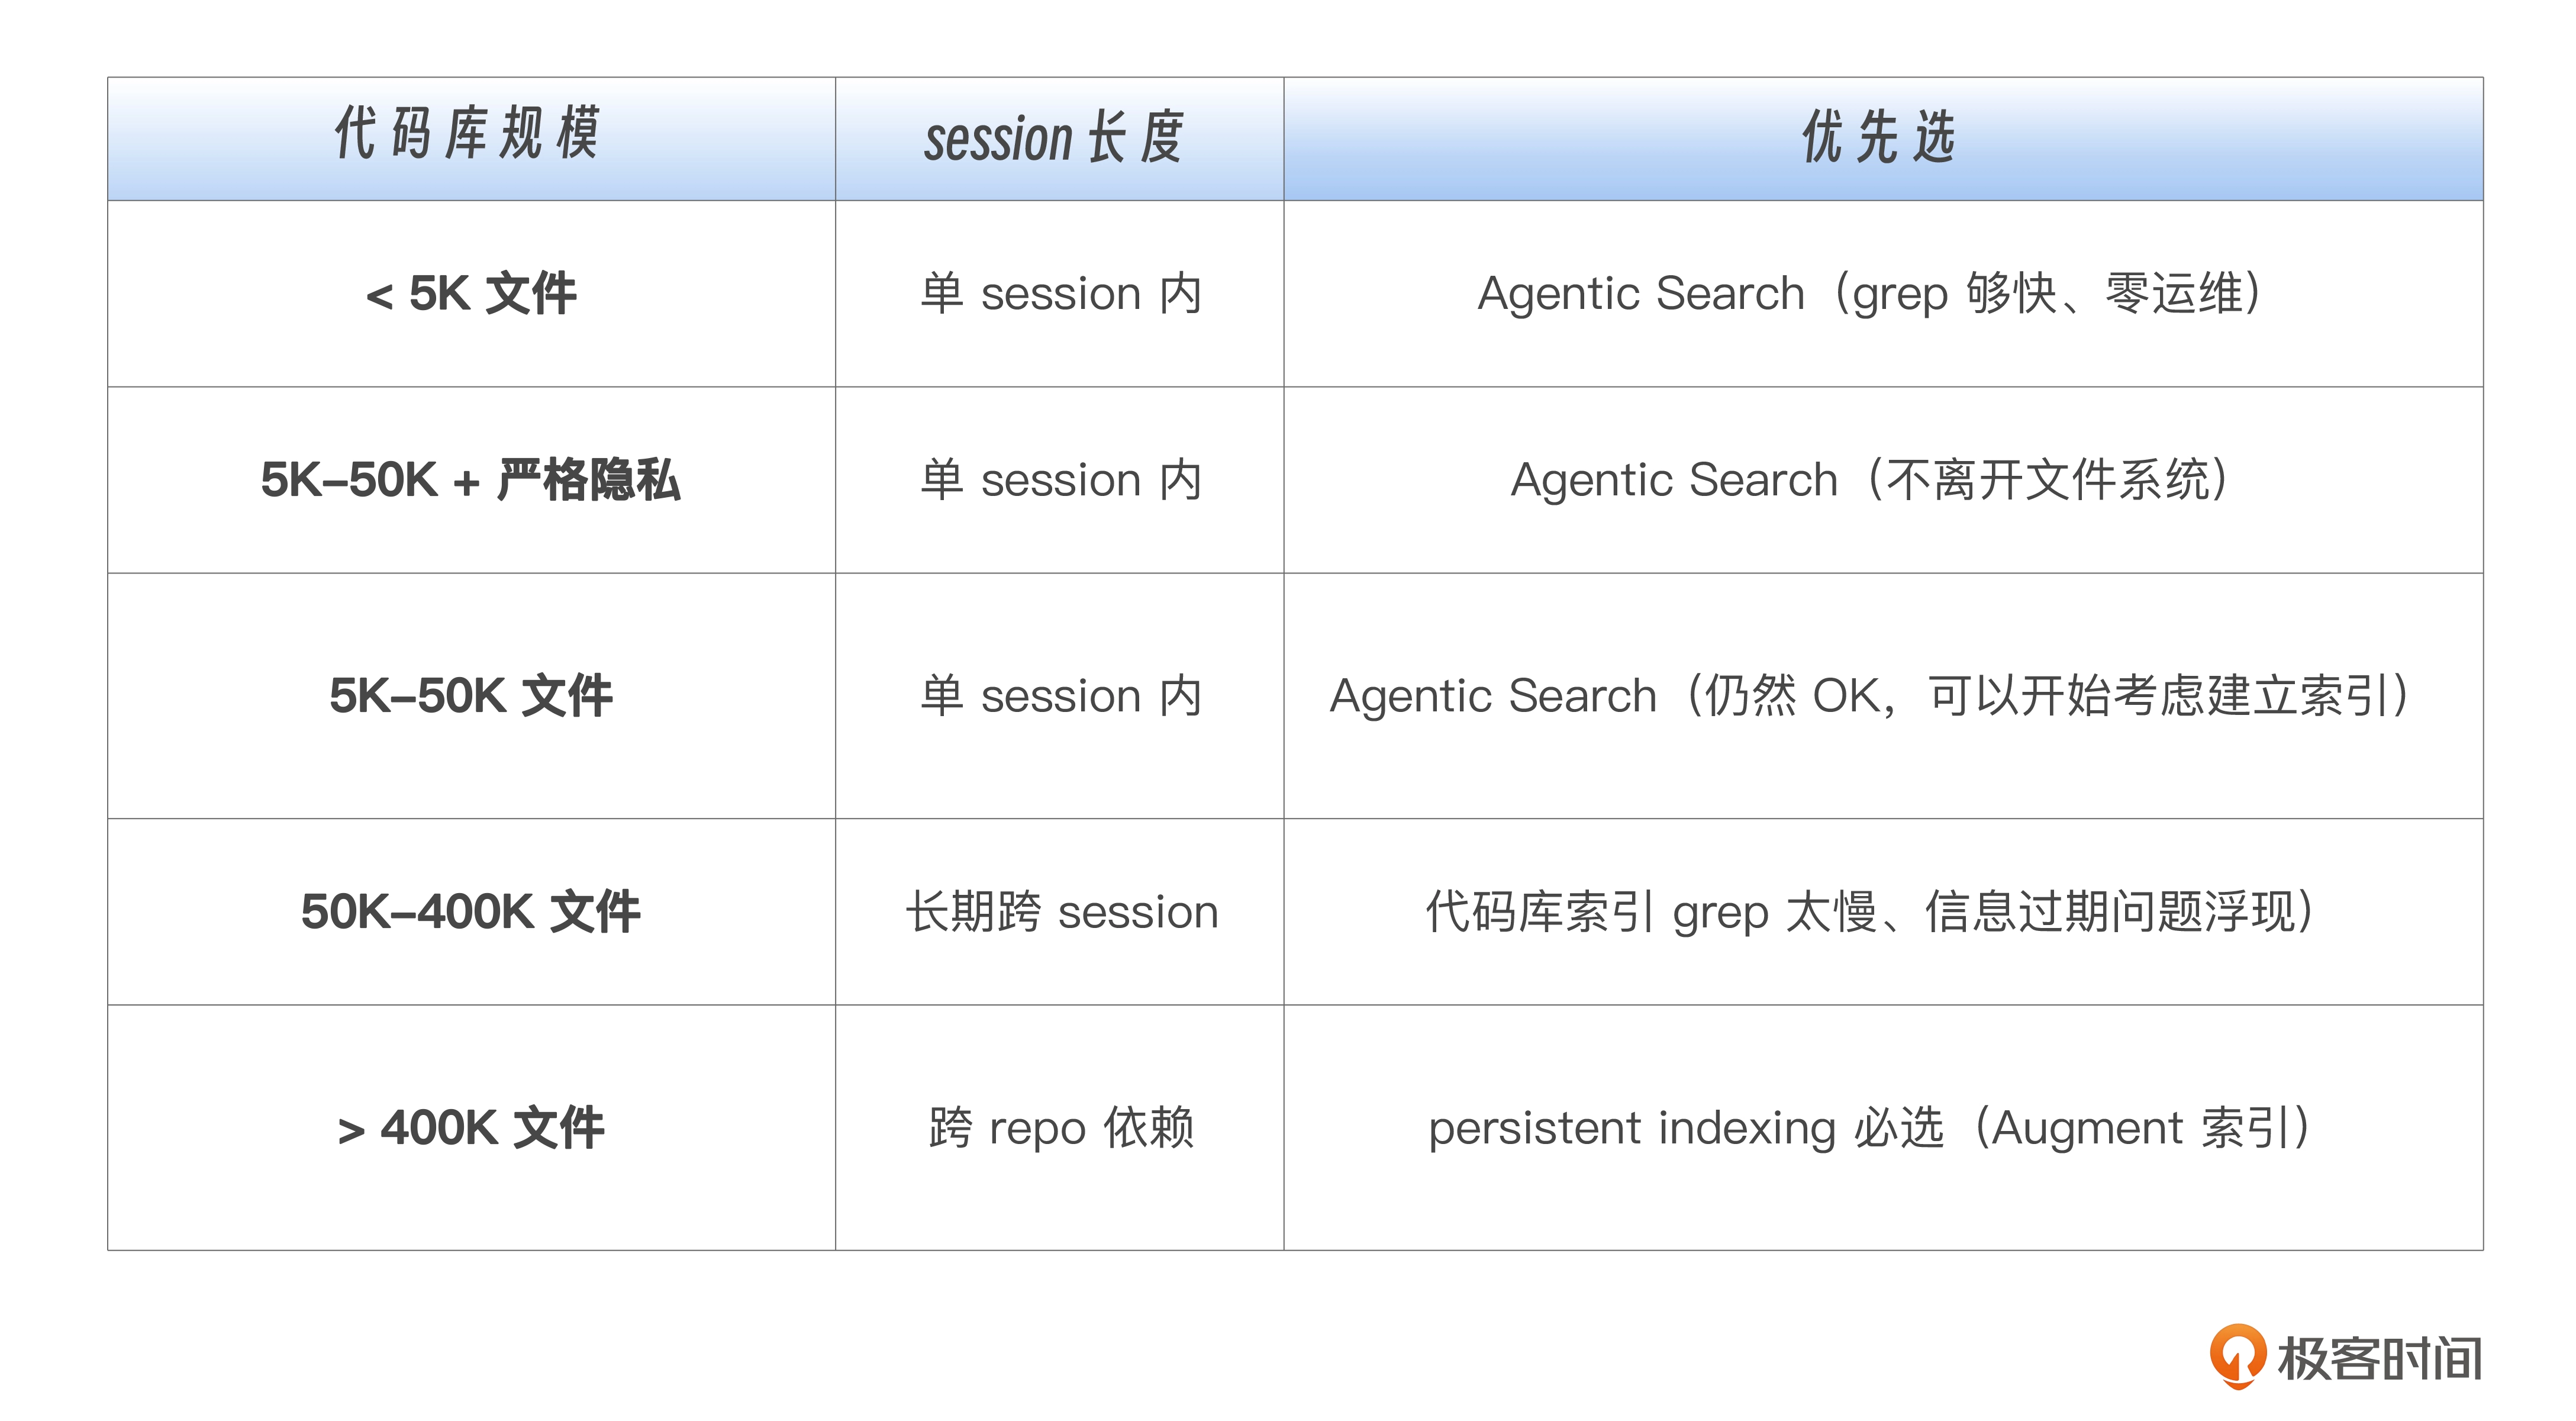 代码库规模 session 长度 优先选
< 5K 文件 单 session 内 Agentic Search（grep 够快、零运维）
5K–50K + 严格隐私 单 session 内 Agentic Search（不离开文件系统）
5K–50K 文件 单 session 内 Agentic Search（仍然 OK，可以开始考虑建立索引）
50K–400K 文件 长期跨 session 代码库索引 grep 太慢、信息过期问题浮现）
> 400K 文件 跨 repo 依赖 persistent indexing 必选（Augment 索引）
极客时间